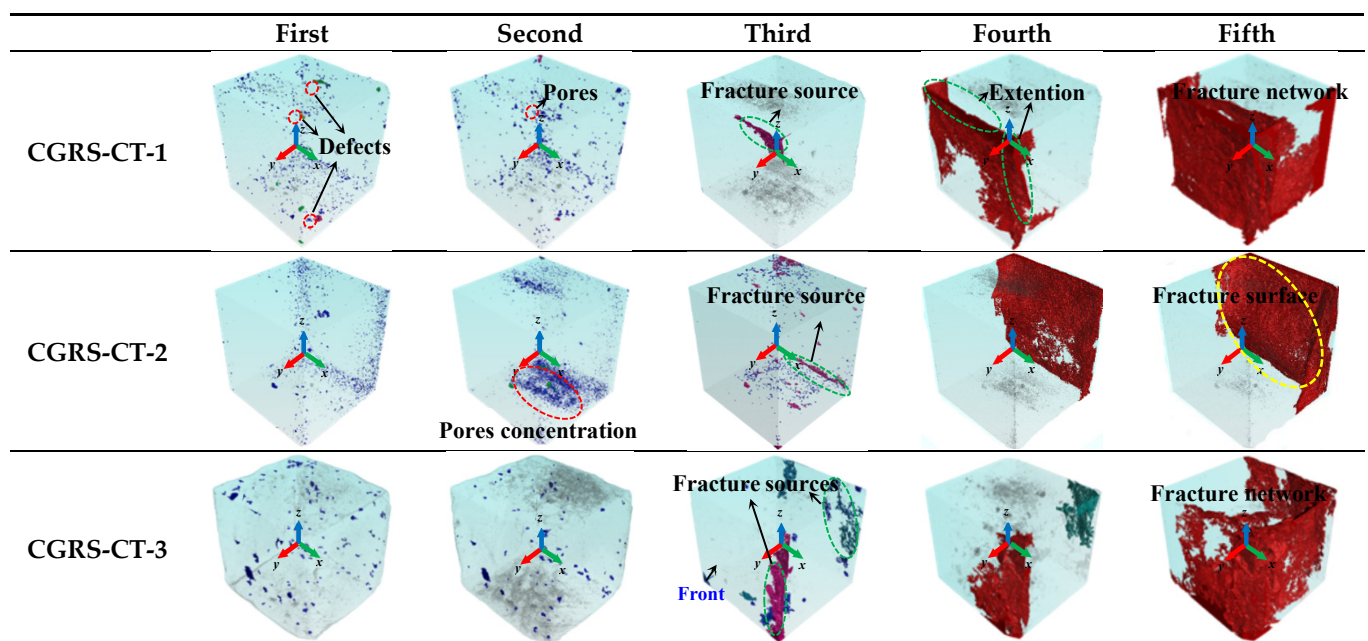 First Second Third Fourth Fifth
CGRS-CT-1
Defects
z
y
x
Pores
z
y
x
Fracture source
z
y
x
Extention
z
y
x
Fracture network
z
y
x
CGRS-CT-2
z
y
x
z
y
x
Pores concentration
Fracture source
z
y
x
z
y
x
Fracture surface
z
y
x
CGRS-CT-3
z
y
x
z
y
x
Fracture sources
z
y
x
Front
z
y
x
Fracture network
z
y
x